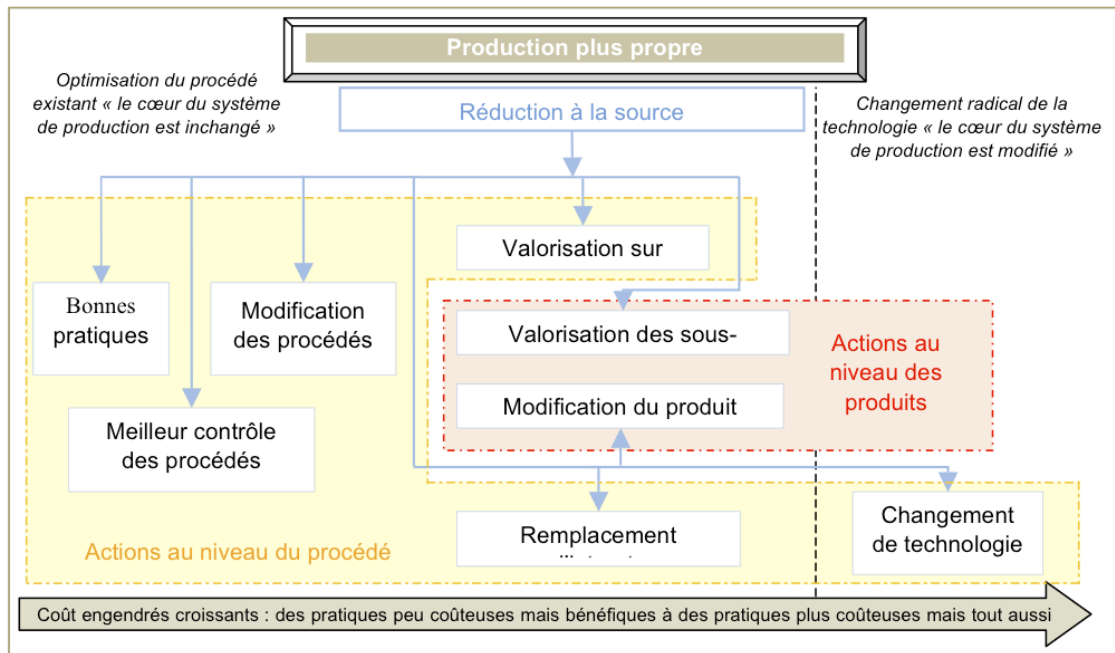 Production plus propre
Optimisation du procédé
existant « le cœur du système
de production est inchangé »
Réduction à la source
Changement radical de la
technologie « le cœur du système
de production est modifié »
Valorisation sur
Bonnes
pratiques
Modification
des procédés
Valorisation des sous-
Actions au
niveau des
produits
Modification du produit
Meilleur contrôle
des procédés
Remplacement
Changement
de technologie
Actions au niveau du procédé
Coût engendrés croissants : des pratiques peu coûteuses mais bénéfiques à des pratiques plus coûteuses mais tout aussi